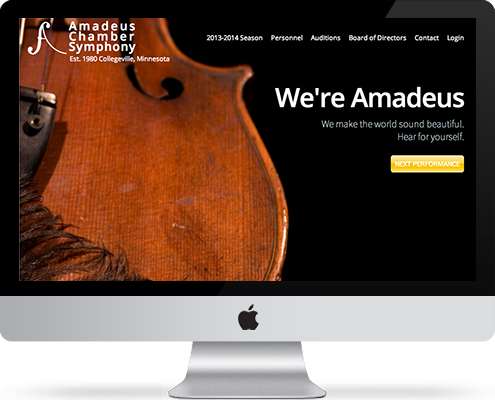 Amadeus
Chamber
Symphony
Est. 1980 Collegeville, Minnesota
2013-2014 Season Personnel Auditions Board of Directors Contact Login
We're Amadeus
We make the world sound beautiful.
Hear for yourself.
NEXT PERFORMANCE